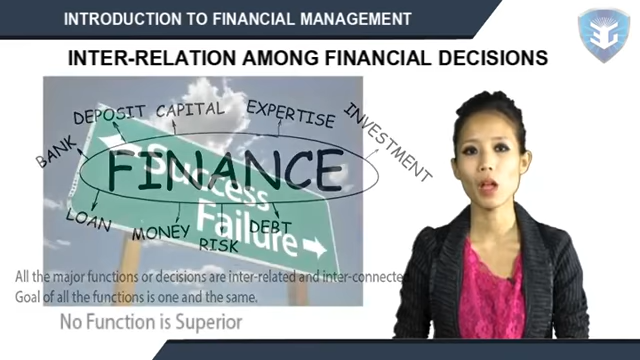 INTRODUCTION TO FINANCIAL MANAGEMENT
INTER-RELATION AMONG FINANCIAL DECISIONS
BANK
DEPOSIT
CAPITAL
EXPERTISE
INVESTMENT
FINANCE
Success
Failure
LOAN
MONEY
RISK
DEBT
All the major functions or decisions are inter-related and inter-connected
Goal of all the functions is one and the same.
No Function is Superior